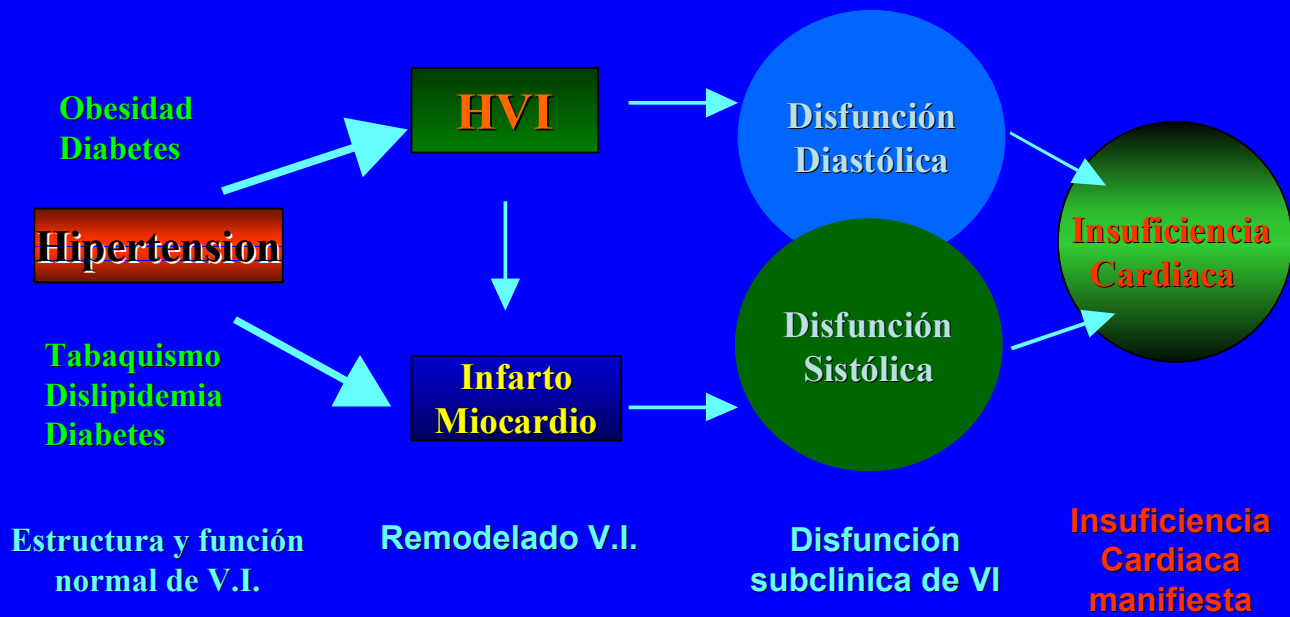 Obesidad
Diabetes
Hipertension
Tabaquismo
Dislipidemia
Diabetes
HVI
Infarto
Miocardio
Disfunción
Diastólica
Disfunción
Sistólica
Insuficiencia
Cardiaca
Estructura y función
normal de V.I.
Remodelado V.I.
Disfunción
subclinica de VI
Insuficiencia
Cardiaca
manifiesta